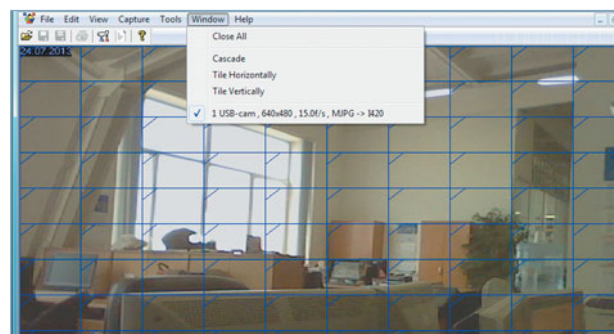 File Edit View Capture Tools Window Help
Close All
24.07.2013
Cascade
Tile Horizontally
Tile Vertically
1 USB-cam , 640x480 , 15.0f/s , MJPG -> I420